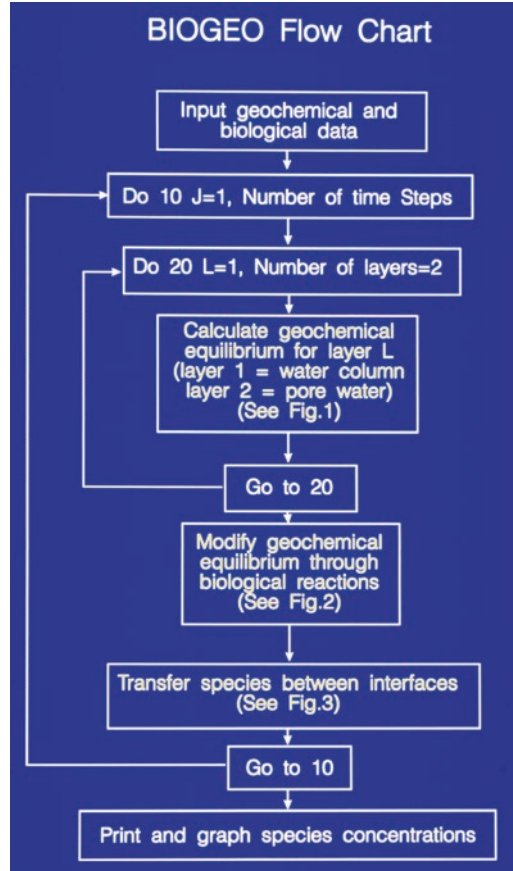 BIOGEO Flow Chart
Input geochemical and
biological data
Do 10 J=1, Number of time Steps
Do 20 L=1, Number of layers=2
Calculate geochemical
equilibrium for layer L
(layer 1 = water column
layer 2 = pore water)
(See Fig.1)
Go to 20
Modify geochemical
equilibrium through
biological reactions
(See Fig.2)
Transfer species between interfaces
(See Fig.3)
Go to 10
Print and graph species concentrations